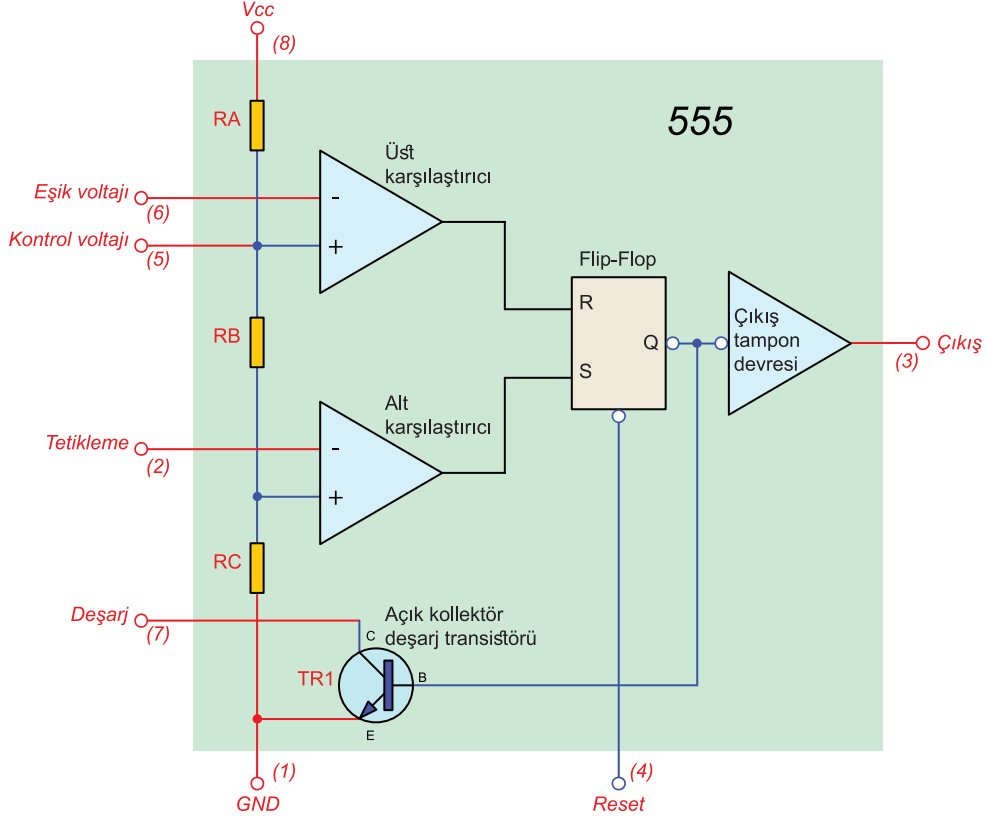 Vcc
(8)
RA
555
Üst
karşılaştırıcı
Eşik voltajı
(6)
-
Kontrol voltajı
(5)
+
Flip-Flop
R
RB
Q
Çıkış
tampon
devresi
Çıkış
(3)
S
Alt
karşılaştırıcı
Tetikleme
(2)
-
+
RC
Deşarj
(7)
Açık kollektör
deşarj transistörü
C
TR1
B
E
(1)
GND
(4)
Reset